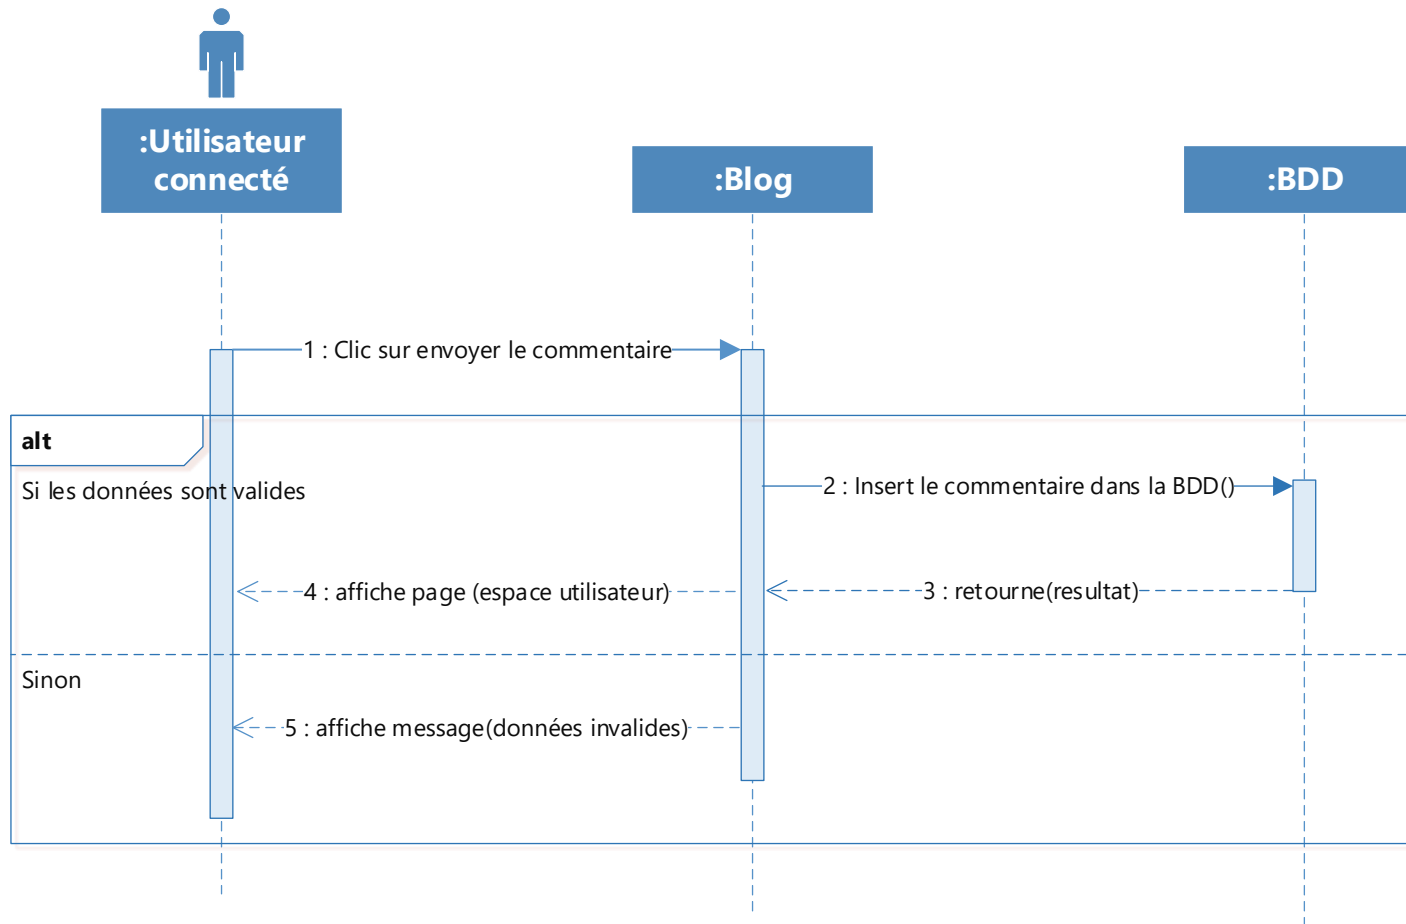 :Utilisateur
connecté
:Blog
:BDD
1 : Clic sur envoyer le commentaire
alt
Si les données sont valides
2 : Insert le commentaire dans la BDD()
4 : affiche page (espace utilisateur)
3 : retourne(resultat)
Sinon
5 : affiche message(données invalides)